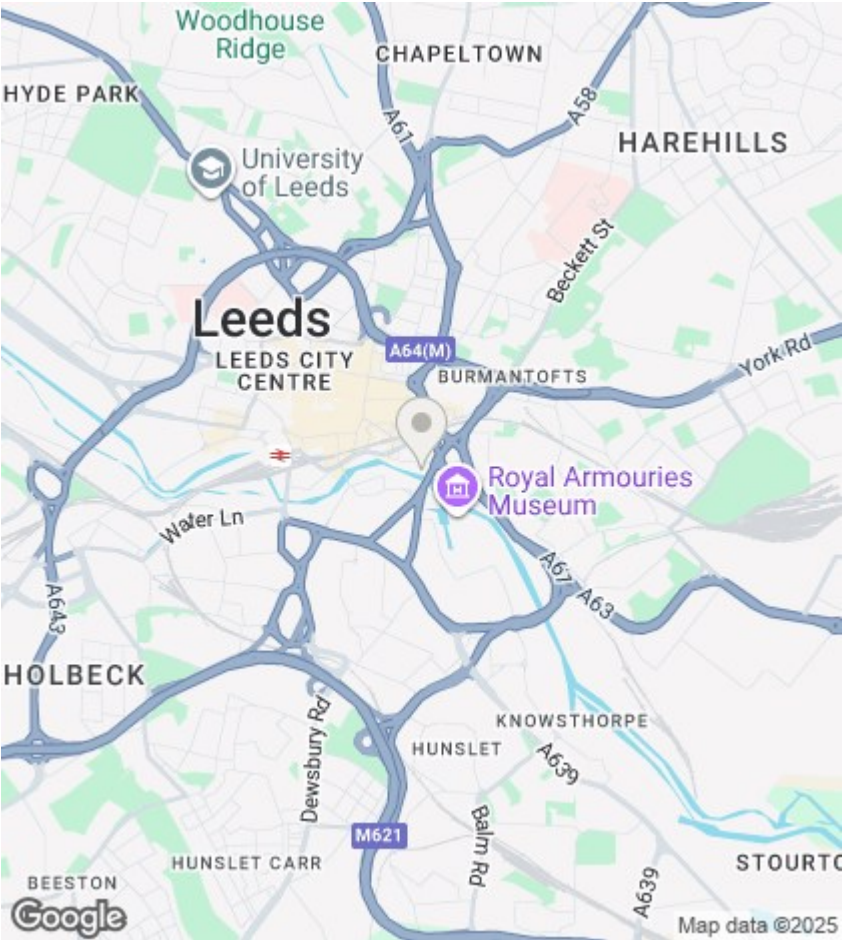 Woodhouse
Ridge
CHAPELTOWN
HYDE PARK
A58
A61
HAREHILLS
University
of Leeds
Beckett St
Leeds
LEEDS CITY
CENTRE
A64(M)
York Rd
BURMANTOFTS
Royal Armouries
Museum
Water Ln
A67
A63
A643
HOLBECK
Dewsbury Rd
KNOWSTHORPE
HUNSLET
A639
M621
Balm Rd
HUNSLET CARR
STOURTO
BEESTON
A639
Google
Map data ©2025